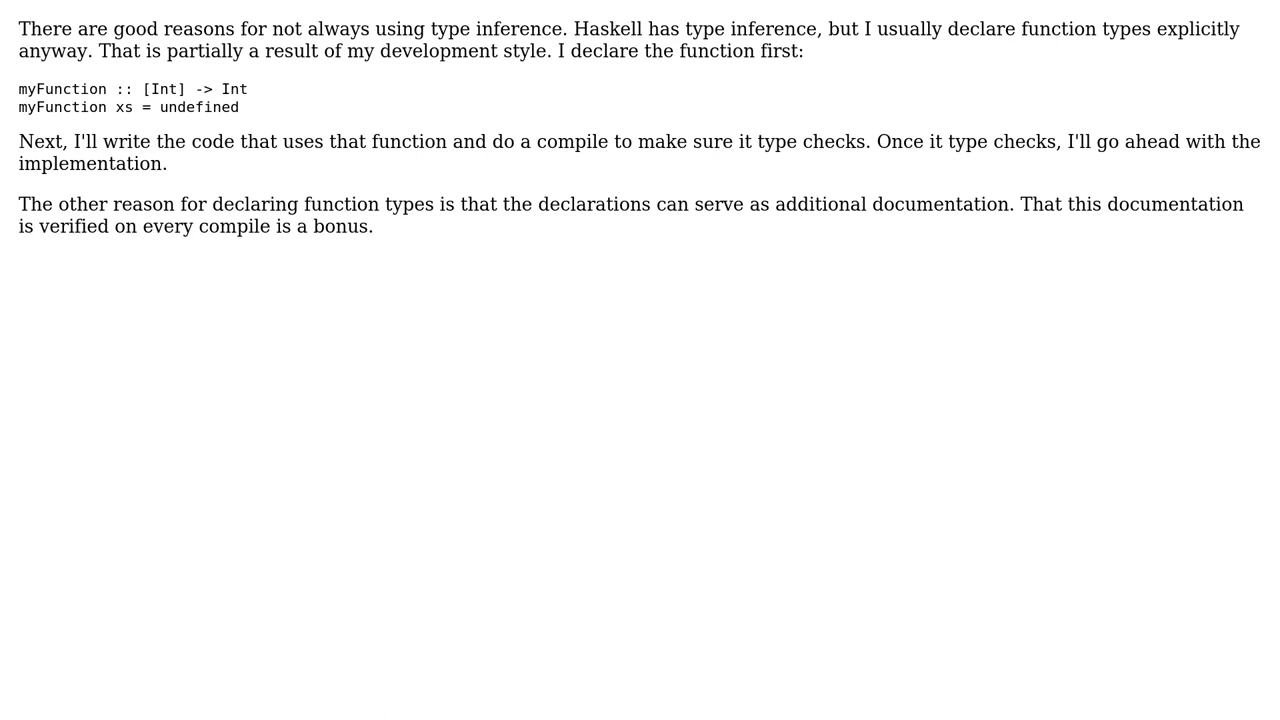 There are good reasons for not always using type inference. Haskell has type inference, but I usually declare function types explicitly
anyway. That is partially a result of my development style. I declare the function first:
myFunction :: [Int] -> Int
myFunction xs = undefined
Next, I'll write the code that uses that function and do a compile to make sure it type checks. Once it type checks, I'll go ahead with the
implementation.
The other reason for declaring function types is that the declarations can serve as additional documentation. That this documentation
is verified on every compile is a bonus.